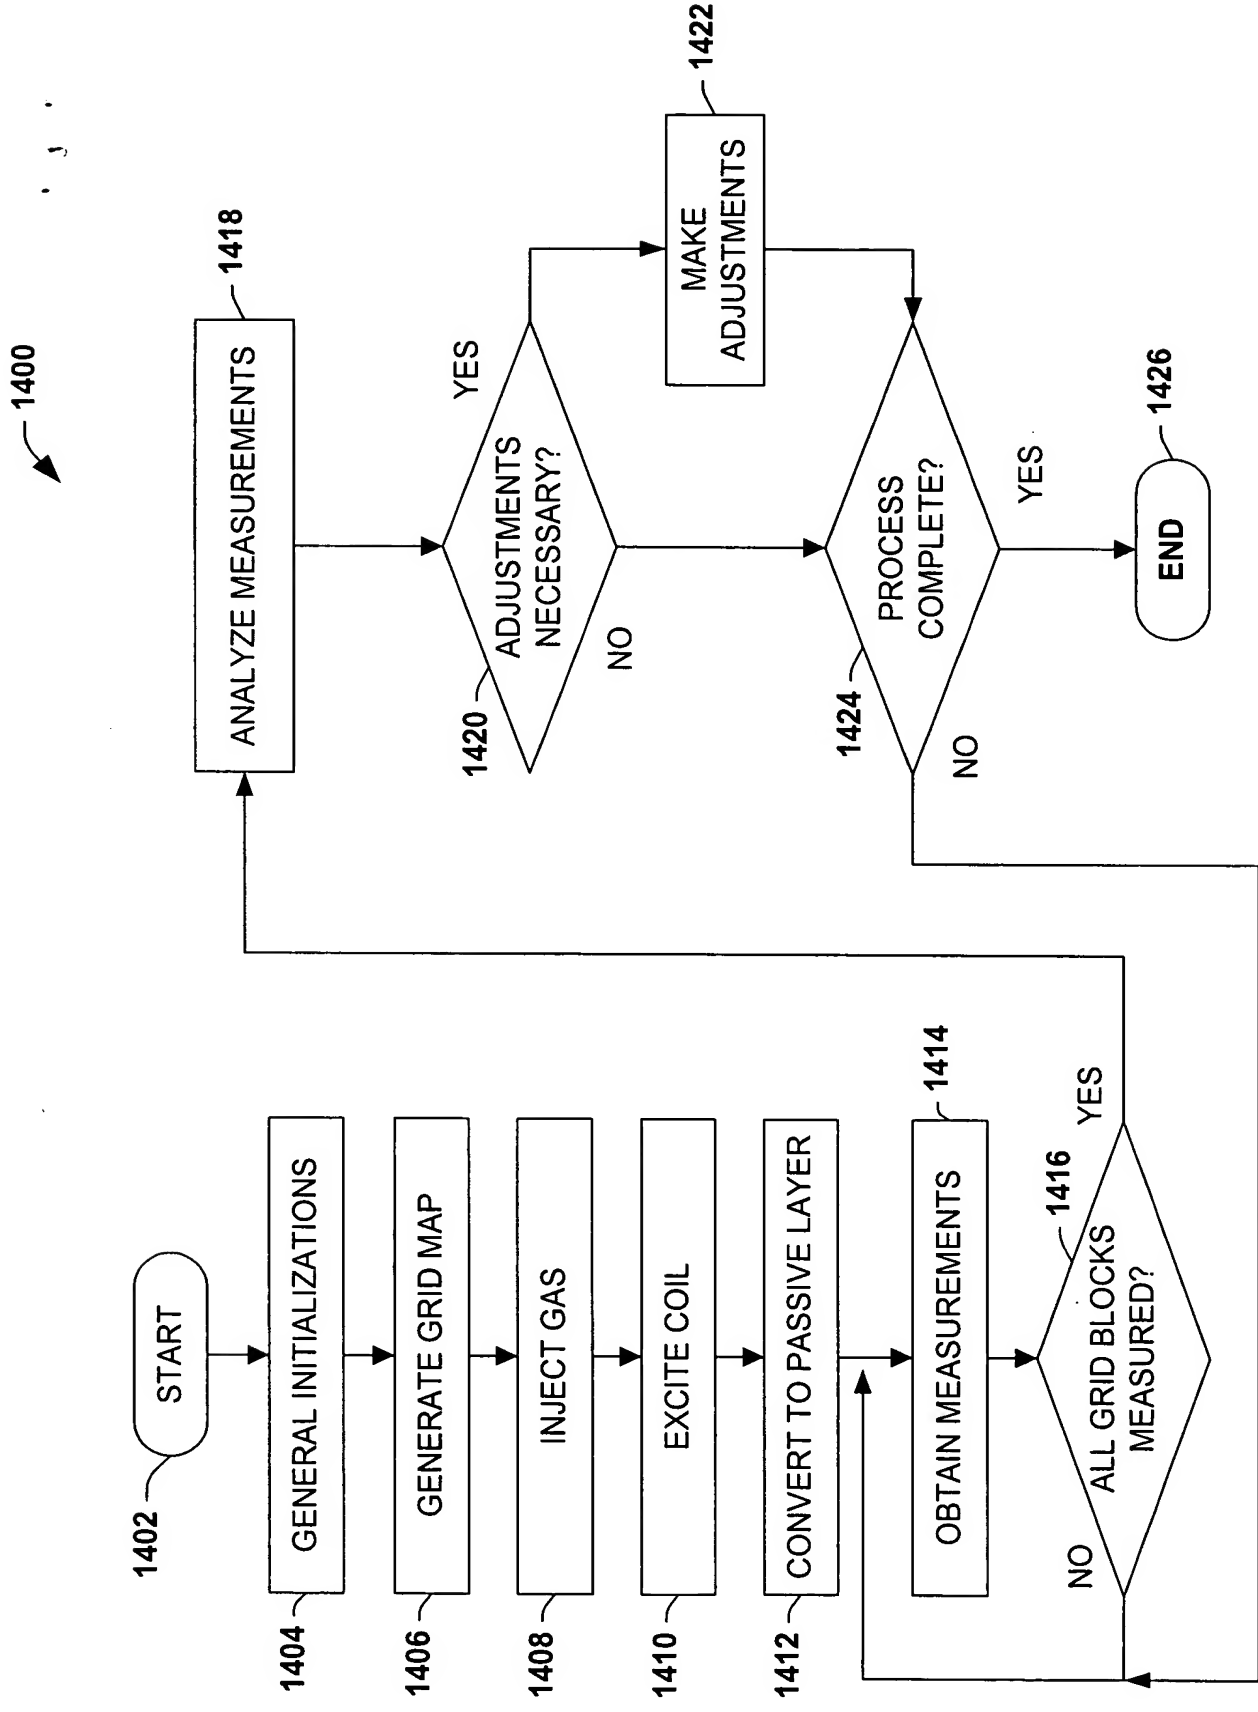 1400
START
1402
GENERAL INITIALIZATIONS
1404
GENERATE GRID MAP
1406
INJECT GAS
1408
EXCITE COIL
1410
CONVERT TO PASSIVE LAYER
1412
OBTAIN MEASUREMENTS
1414
ALL GRID BLOCKS
MEASURED?
1416
NO
YES
ANALYZE MEASUREMENTS
1418
ADJUSTMENTS
NECESSARY?
1420
YES
NO
MAKE
ADJUSTMENTS
1422
PROCESS
COMPLETE?
1424
NO
YES
END
1426